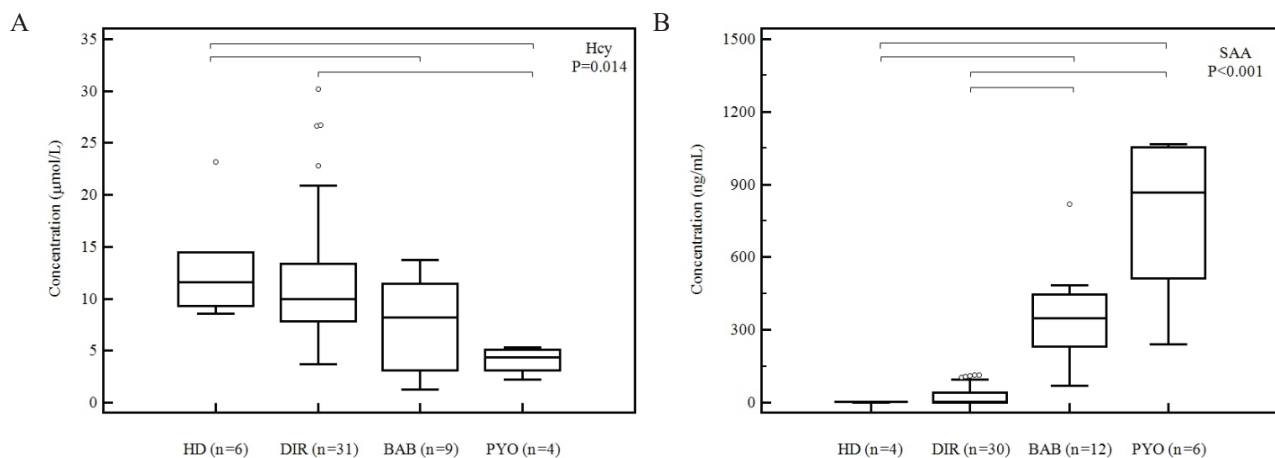 A
Concentration (μmol/L)
35
30
25
20
15
10
5
0
Hcy
P=0.014
HD (n=6) DIR (n=31) BAB (n=9) PYO (n=4)
B
Concentration (ng/mL)
1500
1200
900
600
300
0
SAA
P<0.001
HD (n=4) DIR (n=30) BAB (n=12) PYO (n=6)